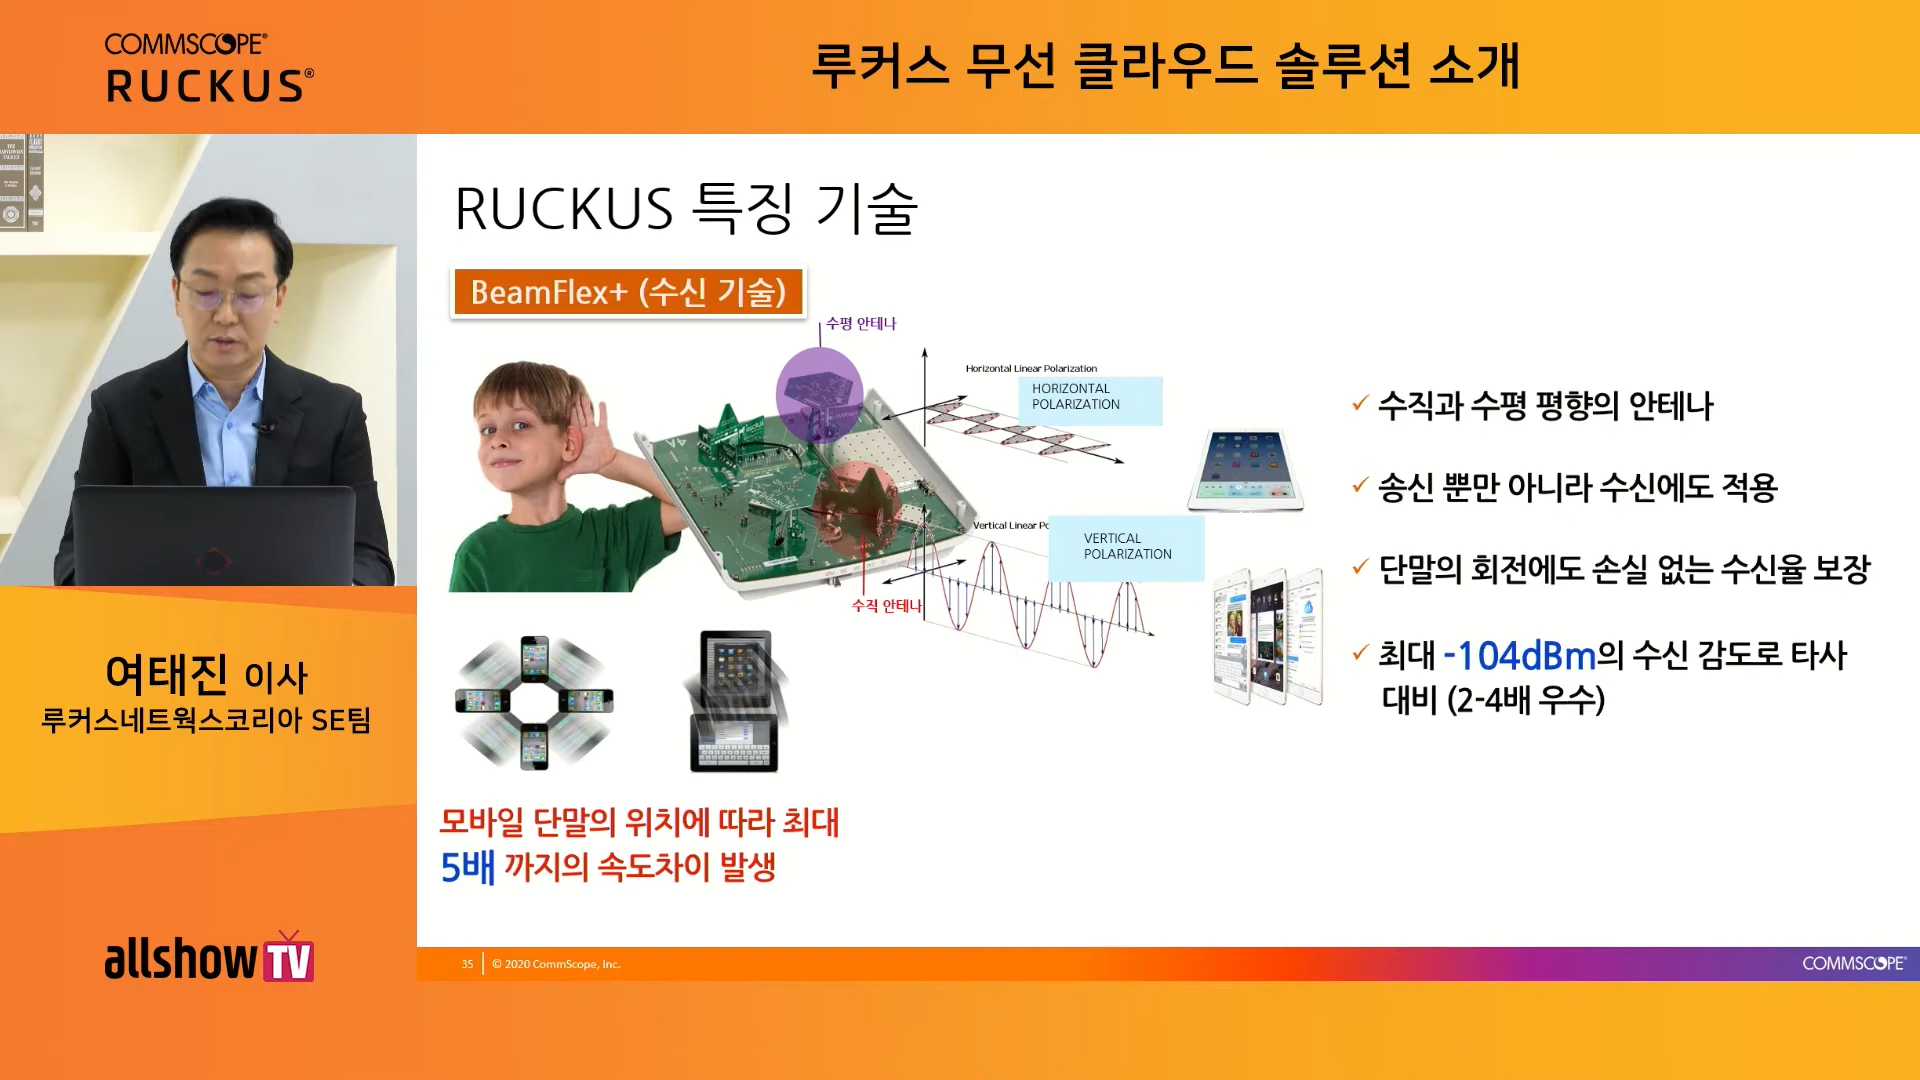 COMMSCOPE®
RUCKUS®
루커스 무선 클라우드 솔루션 소개
RUCKUS 특징 기술
BeamFlex+ (수신 기술)
수평 안테나
Horizontal Linear Polarization
HORIZONTAL
POLARIZATION
Vertical Linear Po
VERTICAL
POLARIZATION
수직 안테나
✓ 수직과 수평 평향의 안테나
✓ 송신 뿐만 아니라 수신에도 적용
✓ 단말의 회전에도 손실 없는 수신율 보장
✓ 최대 -104dBm의 수신 감도로 타사
대비 (2-4배 우수)
모바일 단말의 위치에 따라 최대
5배 까지의 속도차이 발생
여태진 이사
루커스네트웍스코리아 SE팀
allshowTV
35 © 2020 CommScope, Inc.
COMMSCOPE®